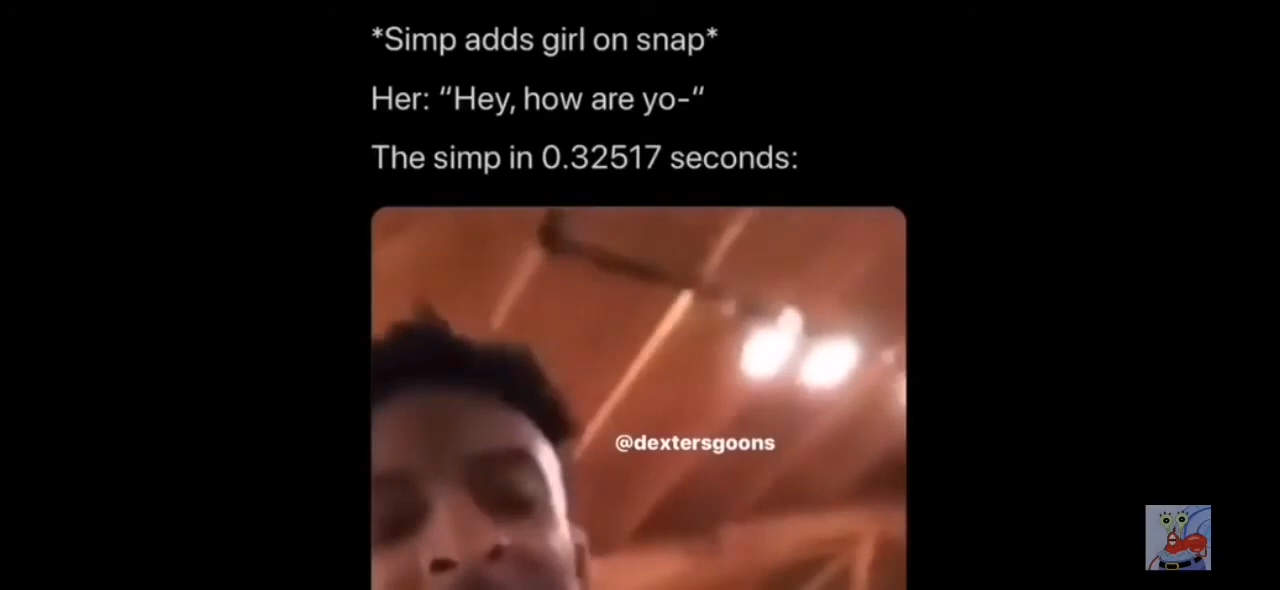 *Simp adds girl on snap*
Her: “Hey, how are yo-“
The simp in 0.32517 seconds:
@dextersgoons